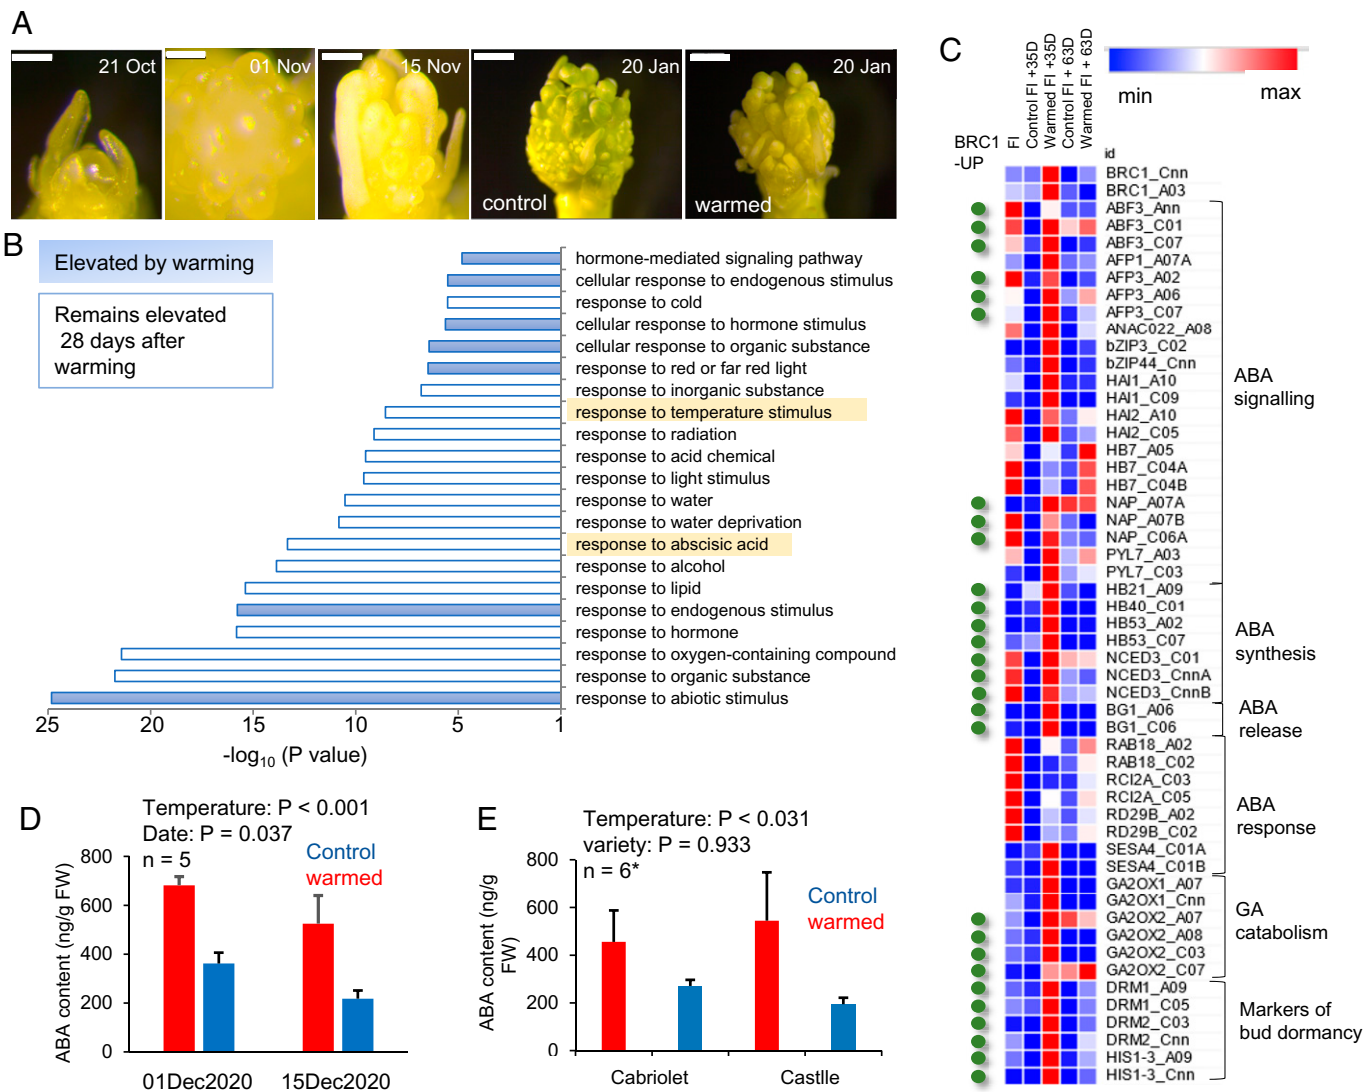 A
21 Oct
01 Nov
15 Nov
20 Jan
control
20 Jan
warmed
B
Elevated by warming
Remains elevated
28 days after
warming
hormone-mediated signaling pathway
cellular response to endogenous stimulus
response to cold
cellular response to hormone stimulus
cellular response to organic substance
response to red or far red light
response to inorganic substance
response to temperature stimulus
response to radiation
response to acid chemical
response to light stimulus
response to water
response to water deprivation
response to abscisic acid
response to alcohol
response to lipid
response to endogenous stimulus
response to hormone
response to oxygen-containing compound
response to organic substance
response to abiotic stimulus
25 20 15 10 5 1
-log10 (P value)
C
FI
Control FI +35D
Warmed FI +35D
Control FI + 63D
Warmed FI + 63D
min
max
BRC1
-UP
id
BRC1_Cnn
BRC1_A03
ABF3_Ann
ABF3_C01
ABF3_C07
AFP1_A07A
AFP3_A02
AFP3_A06
AFP3_C07
ANAC022_A08
bZIP3_C02
bZIP44_Cnn
HAI1_A10
HAI1_C09
HAI2_A10
HAI2_C05
HB7_A05
HB7_C04A
HB7_C04B
NAP_A07A
NAP_A07B
NAP_C06A
PYL7_A03
PYL7_C03
HB21_A09
HB40_C01
HB53_A02
HB53_C07
NCED3_C01
NCED3_CnnA
NCED3_CnnB
BG1_A06
BG1_C06
RAB18_A02
RAB18_C02
RCI2A_C03
RCI2A_C05
RD29B_A02
RD29B_C02
SESA4_C01A
SESA4_C01B
GA2OX1_A07
GA2OX1_Cnn
GA2OX2_A07
GA2OX2_A08
GA2OX2_C03
GA2OX2_C07
DRM1_A09
DRM1_C05
DRM2_C03
DRM2_Cnn
HIS1-3_A09
HIS1-3_Cnn
ABA
signalling
ABA
synthesis
ABA
release
ABA
response
GA
catabolism
Markers of
bud dormancy
D
Temperature: P < 0.001
Date: P = 0.037
n = 5
Control
warmed
ABA content (ng/g FW)
800
600
400
200
0
01Dec2020 15Dec2020
E
Temperature: P < 0.031
variety: P = 0.933
n = 6*
Control
warmed
ABA content (ng/g
FW)
800
600
400
200
0
Cabriolet Castlle